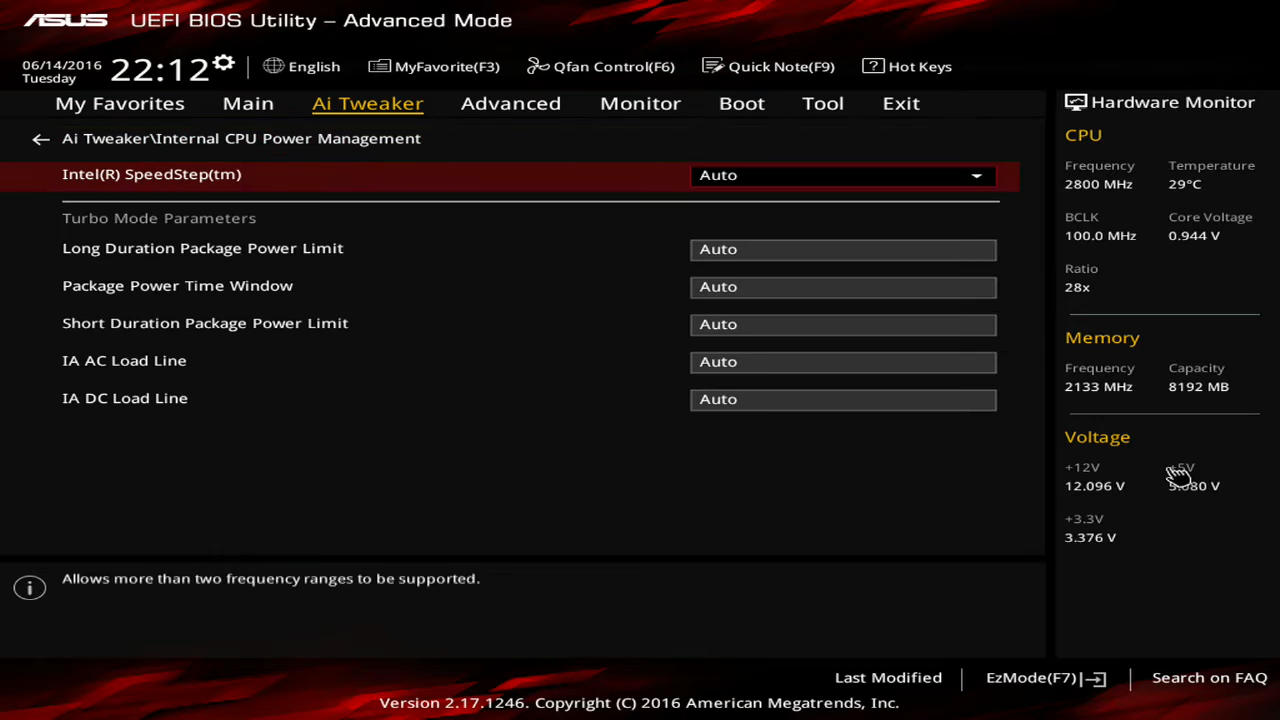 ASUS UEFI BIOS Utility – Advanced Mode
06/14/2016
Tuesday
22:12
English
MyFavorite(F3)
Qfan Control(F6)
Quick Note(F9)
? Hot Keys
My Favorites Main Ai Tweaker Advanced Monitor Boot Tool Exit
Ai Tweaker\Internal CPU Power Management
Intel(R) SpeedStep(tm) Auto
Turbo Mode Parameters
Long Duration Package Power Limit Auto
Package Power Time Window Auto
Short Duration Package Power Limit Auto
IA AC Load Line Auto
IA DC Load Line Auto
Allows more than two frequency ranges to be supported.
Hardware Monitor
CPU
Frequency Temperature
2800 MHz 29°C
BCLK Core Voltage
100.0 MHz 0.944 V
Ratio
28x
Memory
Frequency Capacity
2133 MHz 8192 MB
Voltage
+12V +5V
12.096 V
+3.3V
3.376 V
Last Modified EzMode(F7) Search on FAQ
Version 2.17.1246. Copyright (C) 2016 American Megatrends, Inc.